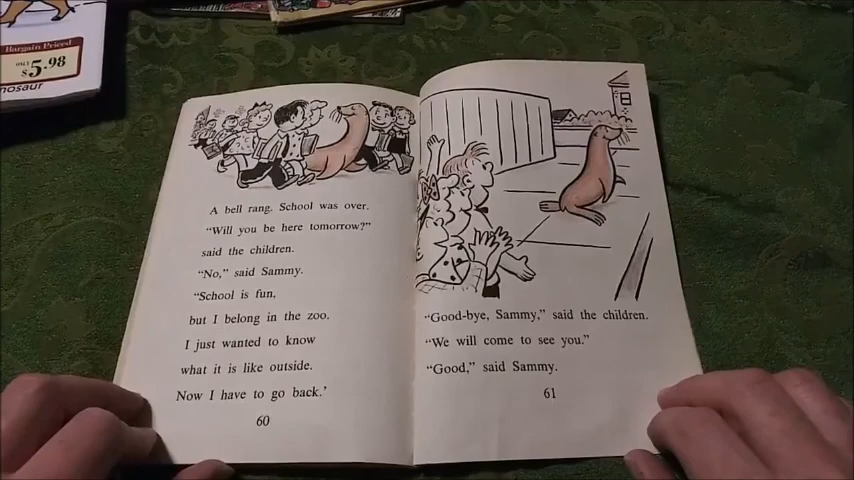 Bargain Priced
ONLY
$5.98
nosaur
A bell rang. School was over.
"Will you be here tomorrow?"
said the children.
"No," said Sammy.
"School is fun,
but I belong in the zoo.
I just wanted to know
what it is like outside.
Now I have to go back.'
60
"Good-bye, Sammy," said the children.
"We will come to see you."
"Good," said Sammy.
61